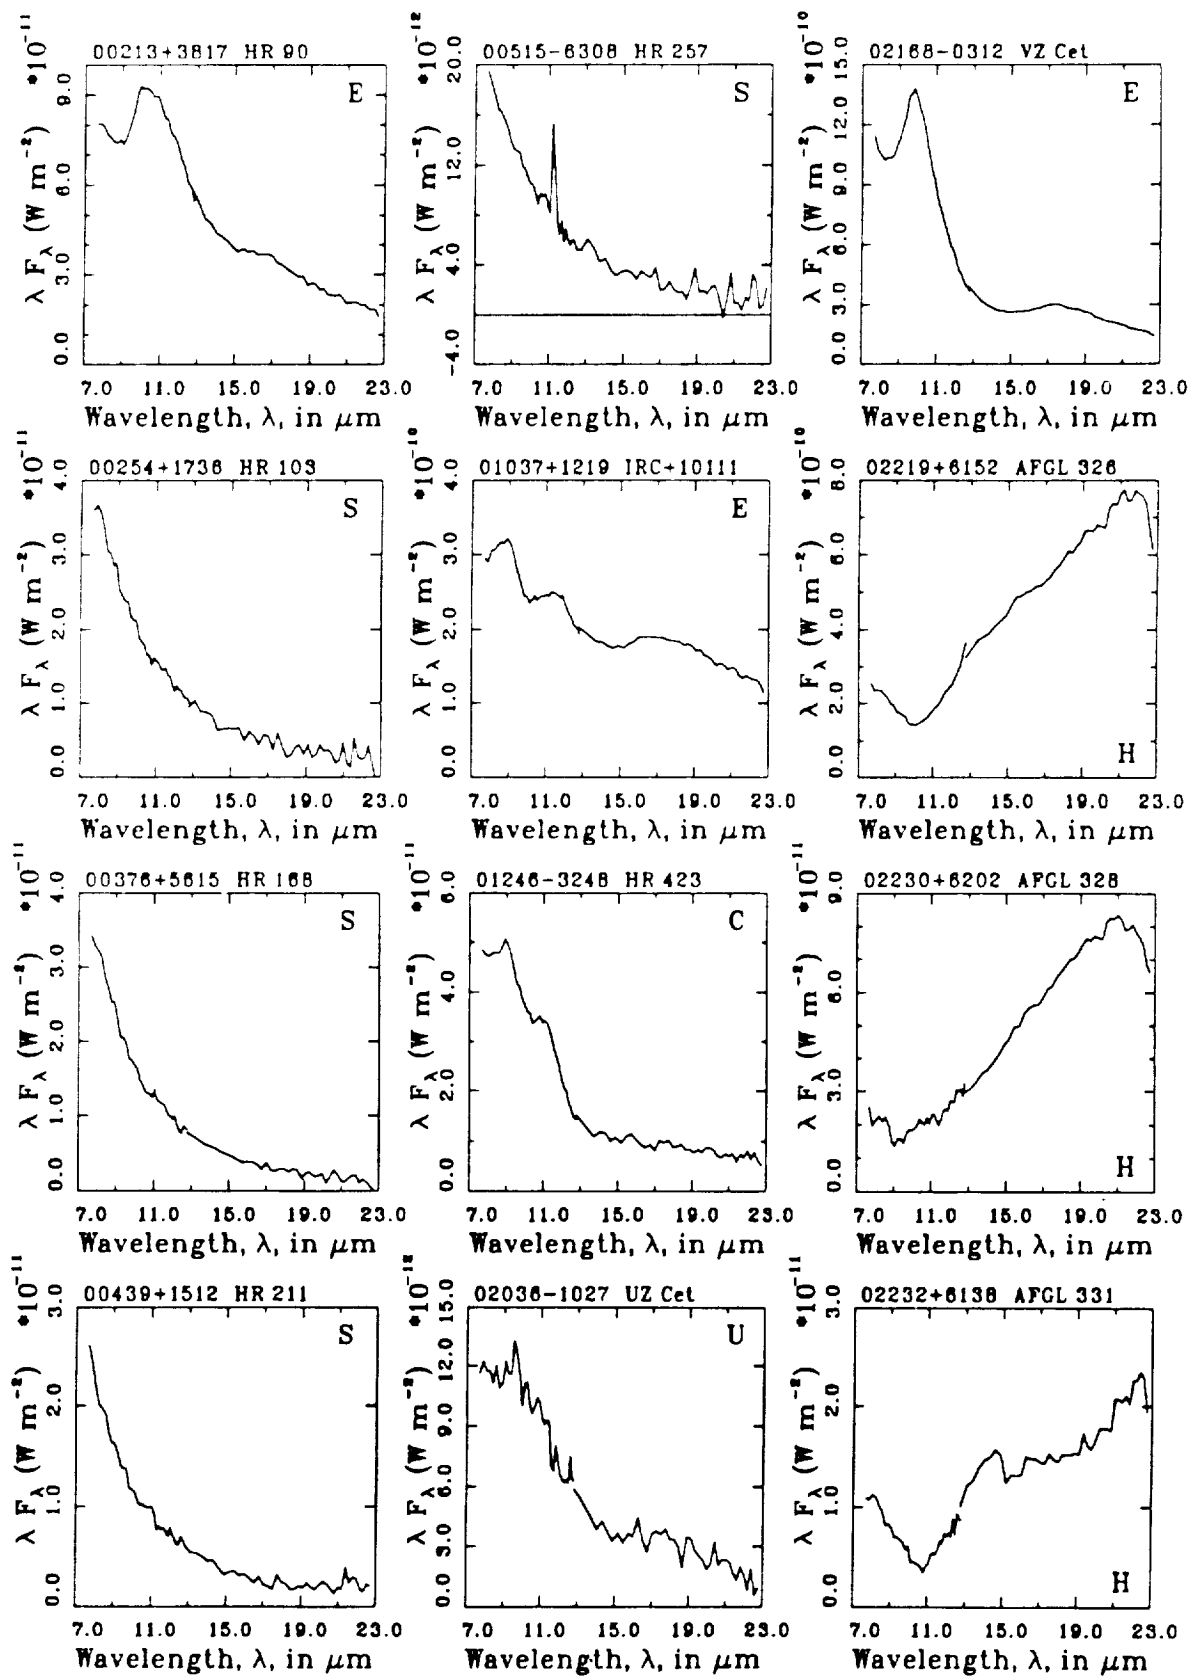 00213+3817 HR 90
E
λ F_λ (W m⁻²) *10⁻¹¹
0.0 3.0 6.0 9.0
7.0 11.0 15.0 19.0 23.0
Wavelength, λ, in μm
00515-6308 HR 257
S
λ F_λ (W m⁻²) *10⁻¹²
-4.0 4.0 12.0 20.0
7.0 11.0 15.0 19.0 23.0
Wavelength, λ, in μm
02168-0312 VZ Cet
E
λ F_λ (W m⁻²) *10⁻¹⁰
0.0 3.0 6.0 9.0 12.0 15.0
7.0 11.0 15.0 19.0 23.0
Wavelength, λ, in μm
00254+1736 HR 103
S
λ F_λ (W m⁻²) *10⁻¹¹
0.0 1.0 2.0 3.0 4.0
7.0 11.0 15.0 19.0 23.0
Wavelength, λ, in μm
01037+1219 IRC+10111
E
λ F_λ (W m⁻²) *10⁻¹⁰
0.0 1.0 2.0 3.0 4.0
7.0 11.0 15.0 19.0 23.0
Wavelength, λ, in μm
02219+6152 AFGL 326
H
λ F_λ (W m⁻²) *10⁻¹⁰
0.0 2.0 4.0 6.0 8.0
7.0 11.0 15.0 19.0 23.0
Wavelength, λ, in μm
00376+5615 HR 168
S
λ F_λ (W m⁻²) *10⁻¹¹
0.0 1.0 2.0 3.0 4.0
7.0 11.0 15.0 19.0 23.0
Wavelength, λ, in μm
01246-3248 HR 423
C
λ F_λ (W m⁻²) *10⁻¹¹
0.0 2.0 4.0 6.0
7.0 11.0 15.0 19.0 23.0
Wavelength, λ, in μm
02230+6202 AFGL 328
H
λ F_λ (W m⁻²) *10⁻¹¹
0.0 3.0 6.0 9.0
7.0 11.0 15.0 19.0 23.0
Wavelength, λ, in μm
00439+1512 HR 211
S
λ F_λ (W m⁻²) *10⁻¹¹
0.0 1.0 2.0 3.0
7.0 11.0 15.0 19.0 23.0
Wavelength, λ, in μm
02036-1027 UZ Cet
U
λ F_λ (W m⁻²) *10⁻¹²
0.0 3.0 6.0 9.0 12.0 15.0
7.0 11.0 15.0 19.0 23.0
Wavelength, λ, in μm
02232+6138 AFGL 331
H
λ F_λ (W m⁻²) *10⁻¹¹
0.0 1.0 2.0 3.0
7.0 11.0 15.0 19.0 23.0
Wavelength, λ, in μm